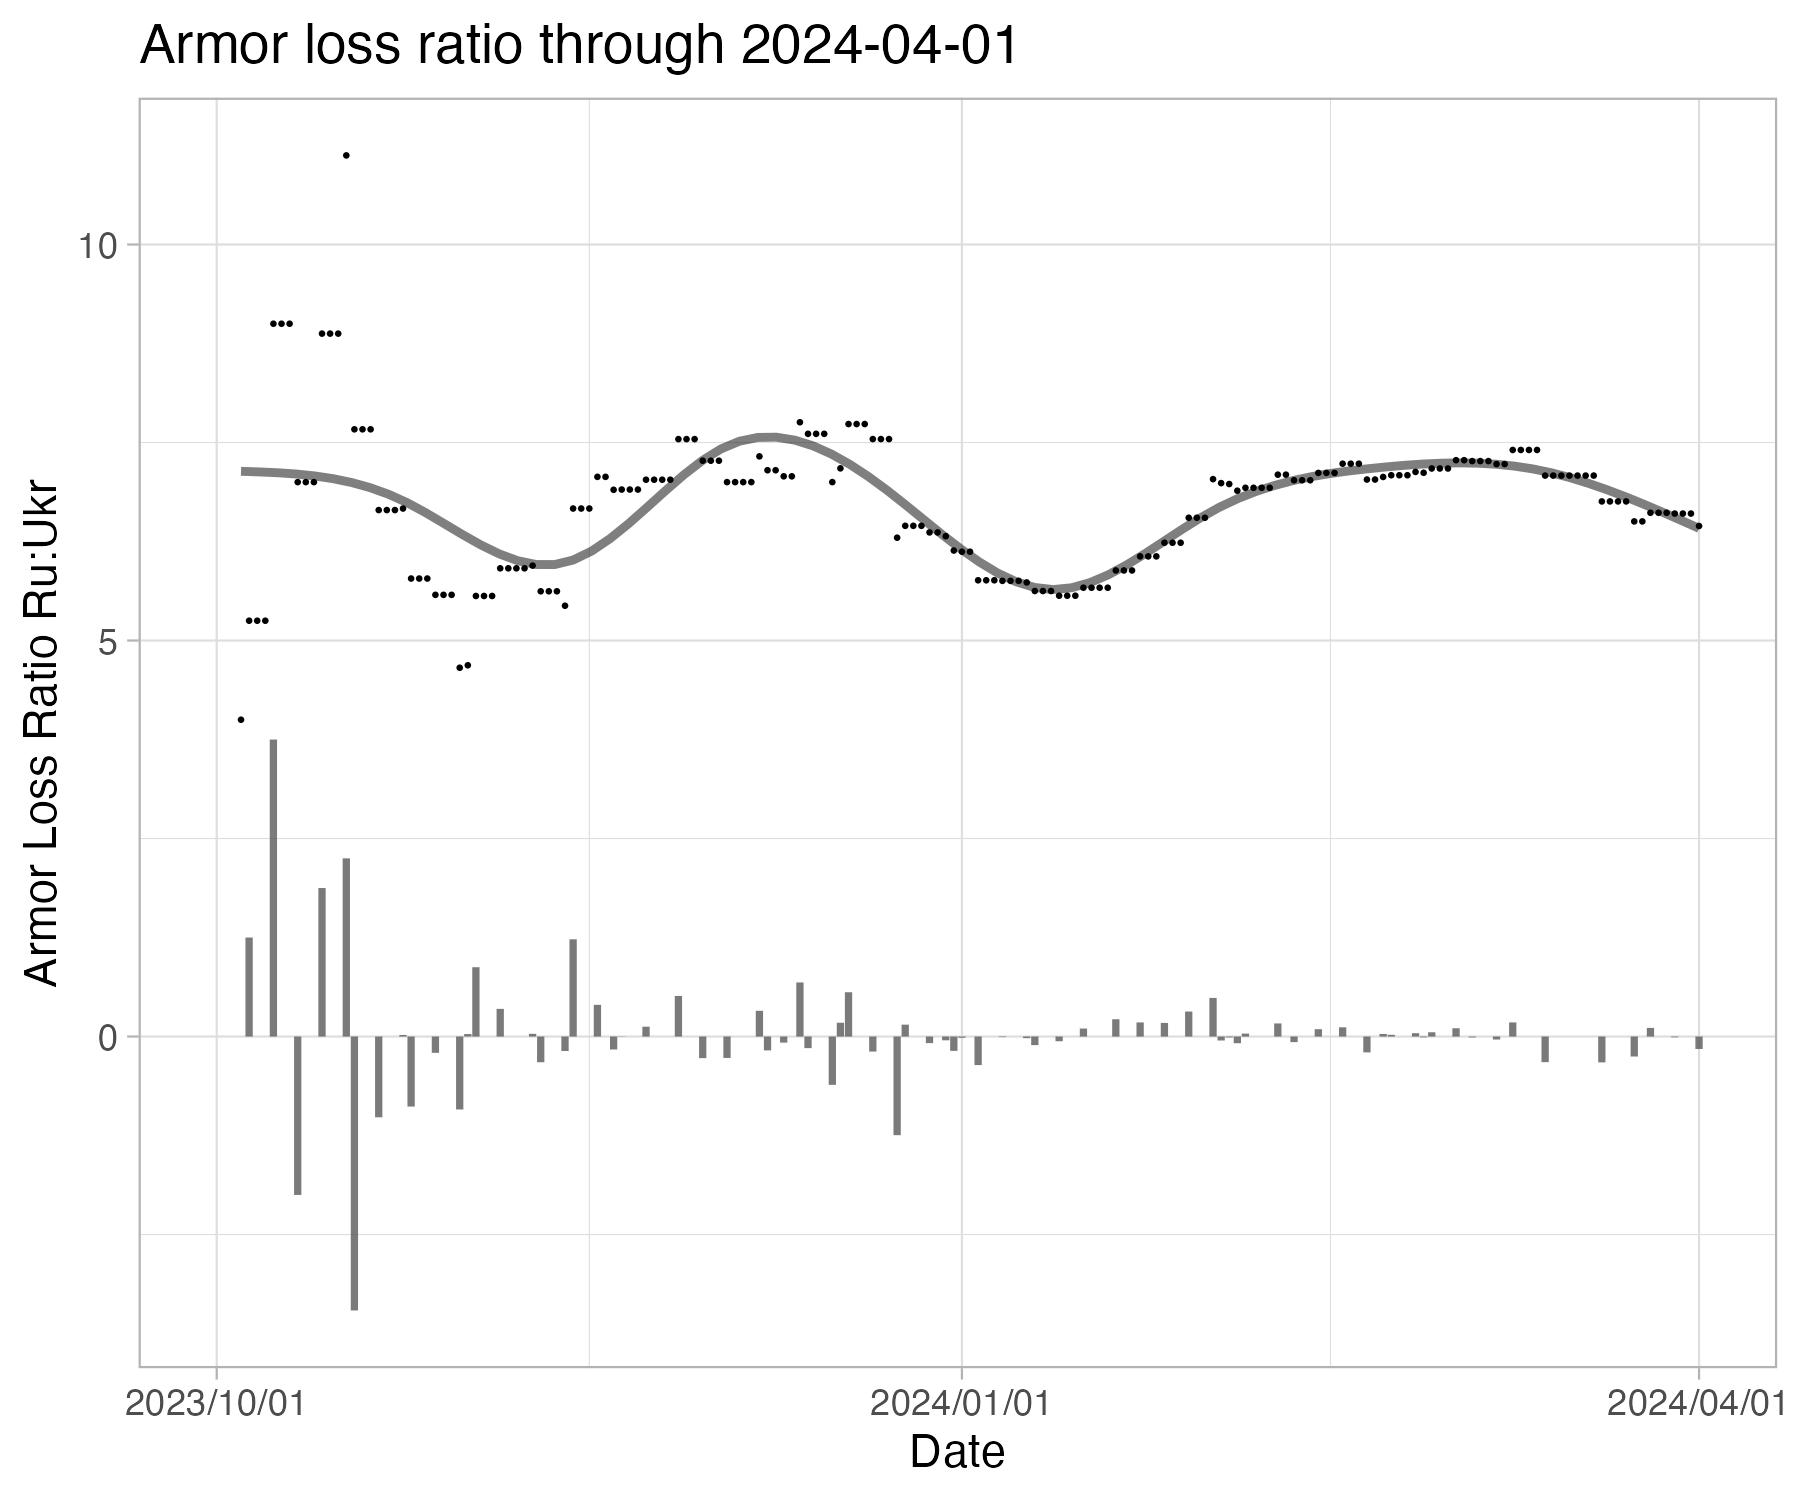 Armor loss ratio through 2024-04-01
Armor Loss Ratio Ru:Ukr
10
5
0
2023/10/01
2024/01/01
2024/04/01
Date